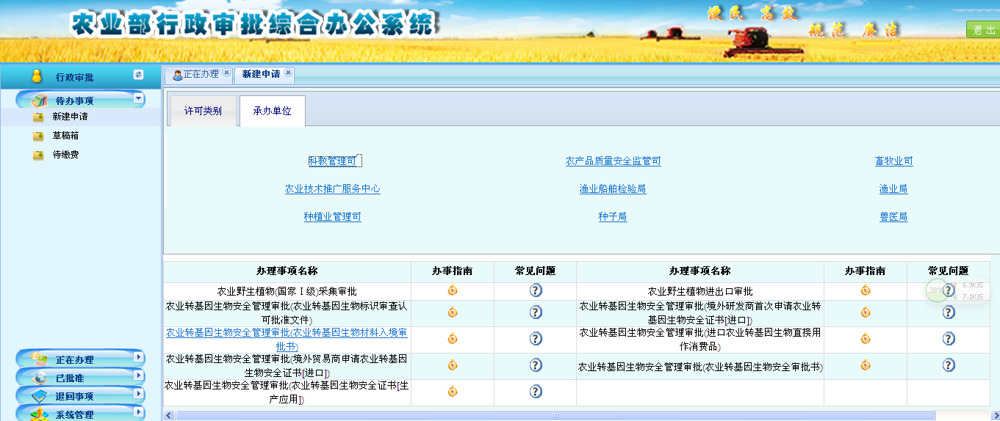 农业部行政审批综合办公系统
便民 高效
规范 廉洁
退 出
行政审批
正在办理
新建申请
待办事项
新建申请
草稿箱
待缴费
许可类别
承办单位
科教管理司
农产品质量安全监管司
畜牧业司
农业技术推广服务中心
渔业船舶检验局
渔业局
种植业管理司
种子局
兽医局
办理事项名称 办事指南 常见问题 办理事项名称 办事指南 常见问题
农业野生植物(国家Ⅰ级)采集审批
农业野生植物进出口审批
38%
6.9K/S
7.1K/S
农业转基因生物安全管理审批(农业转基因生物标识审查认
可批准文件)
农业转基因生物安全管理审批(境外研发商首次申请农业转
基因生物安全证书[进口])
农业转基因生物安全管理审批(农业转基因生物材料入境审
批书)
农业转基因生物安全管理审批(进口农业转基因生物直接用
作消费品)
农业转基因生物安全管理审批(境外贸易商申请农业转基因
生物安全证书[进口])
农业转基因生物安全管理审批(农业转基因生物安全审批书)
农业转基因生物安全管理审批(农业转基因生物安全证书[生
产应用])
正在办理
已批准
退回事项
系统管理